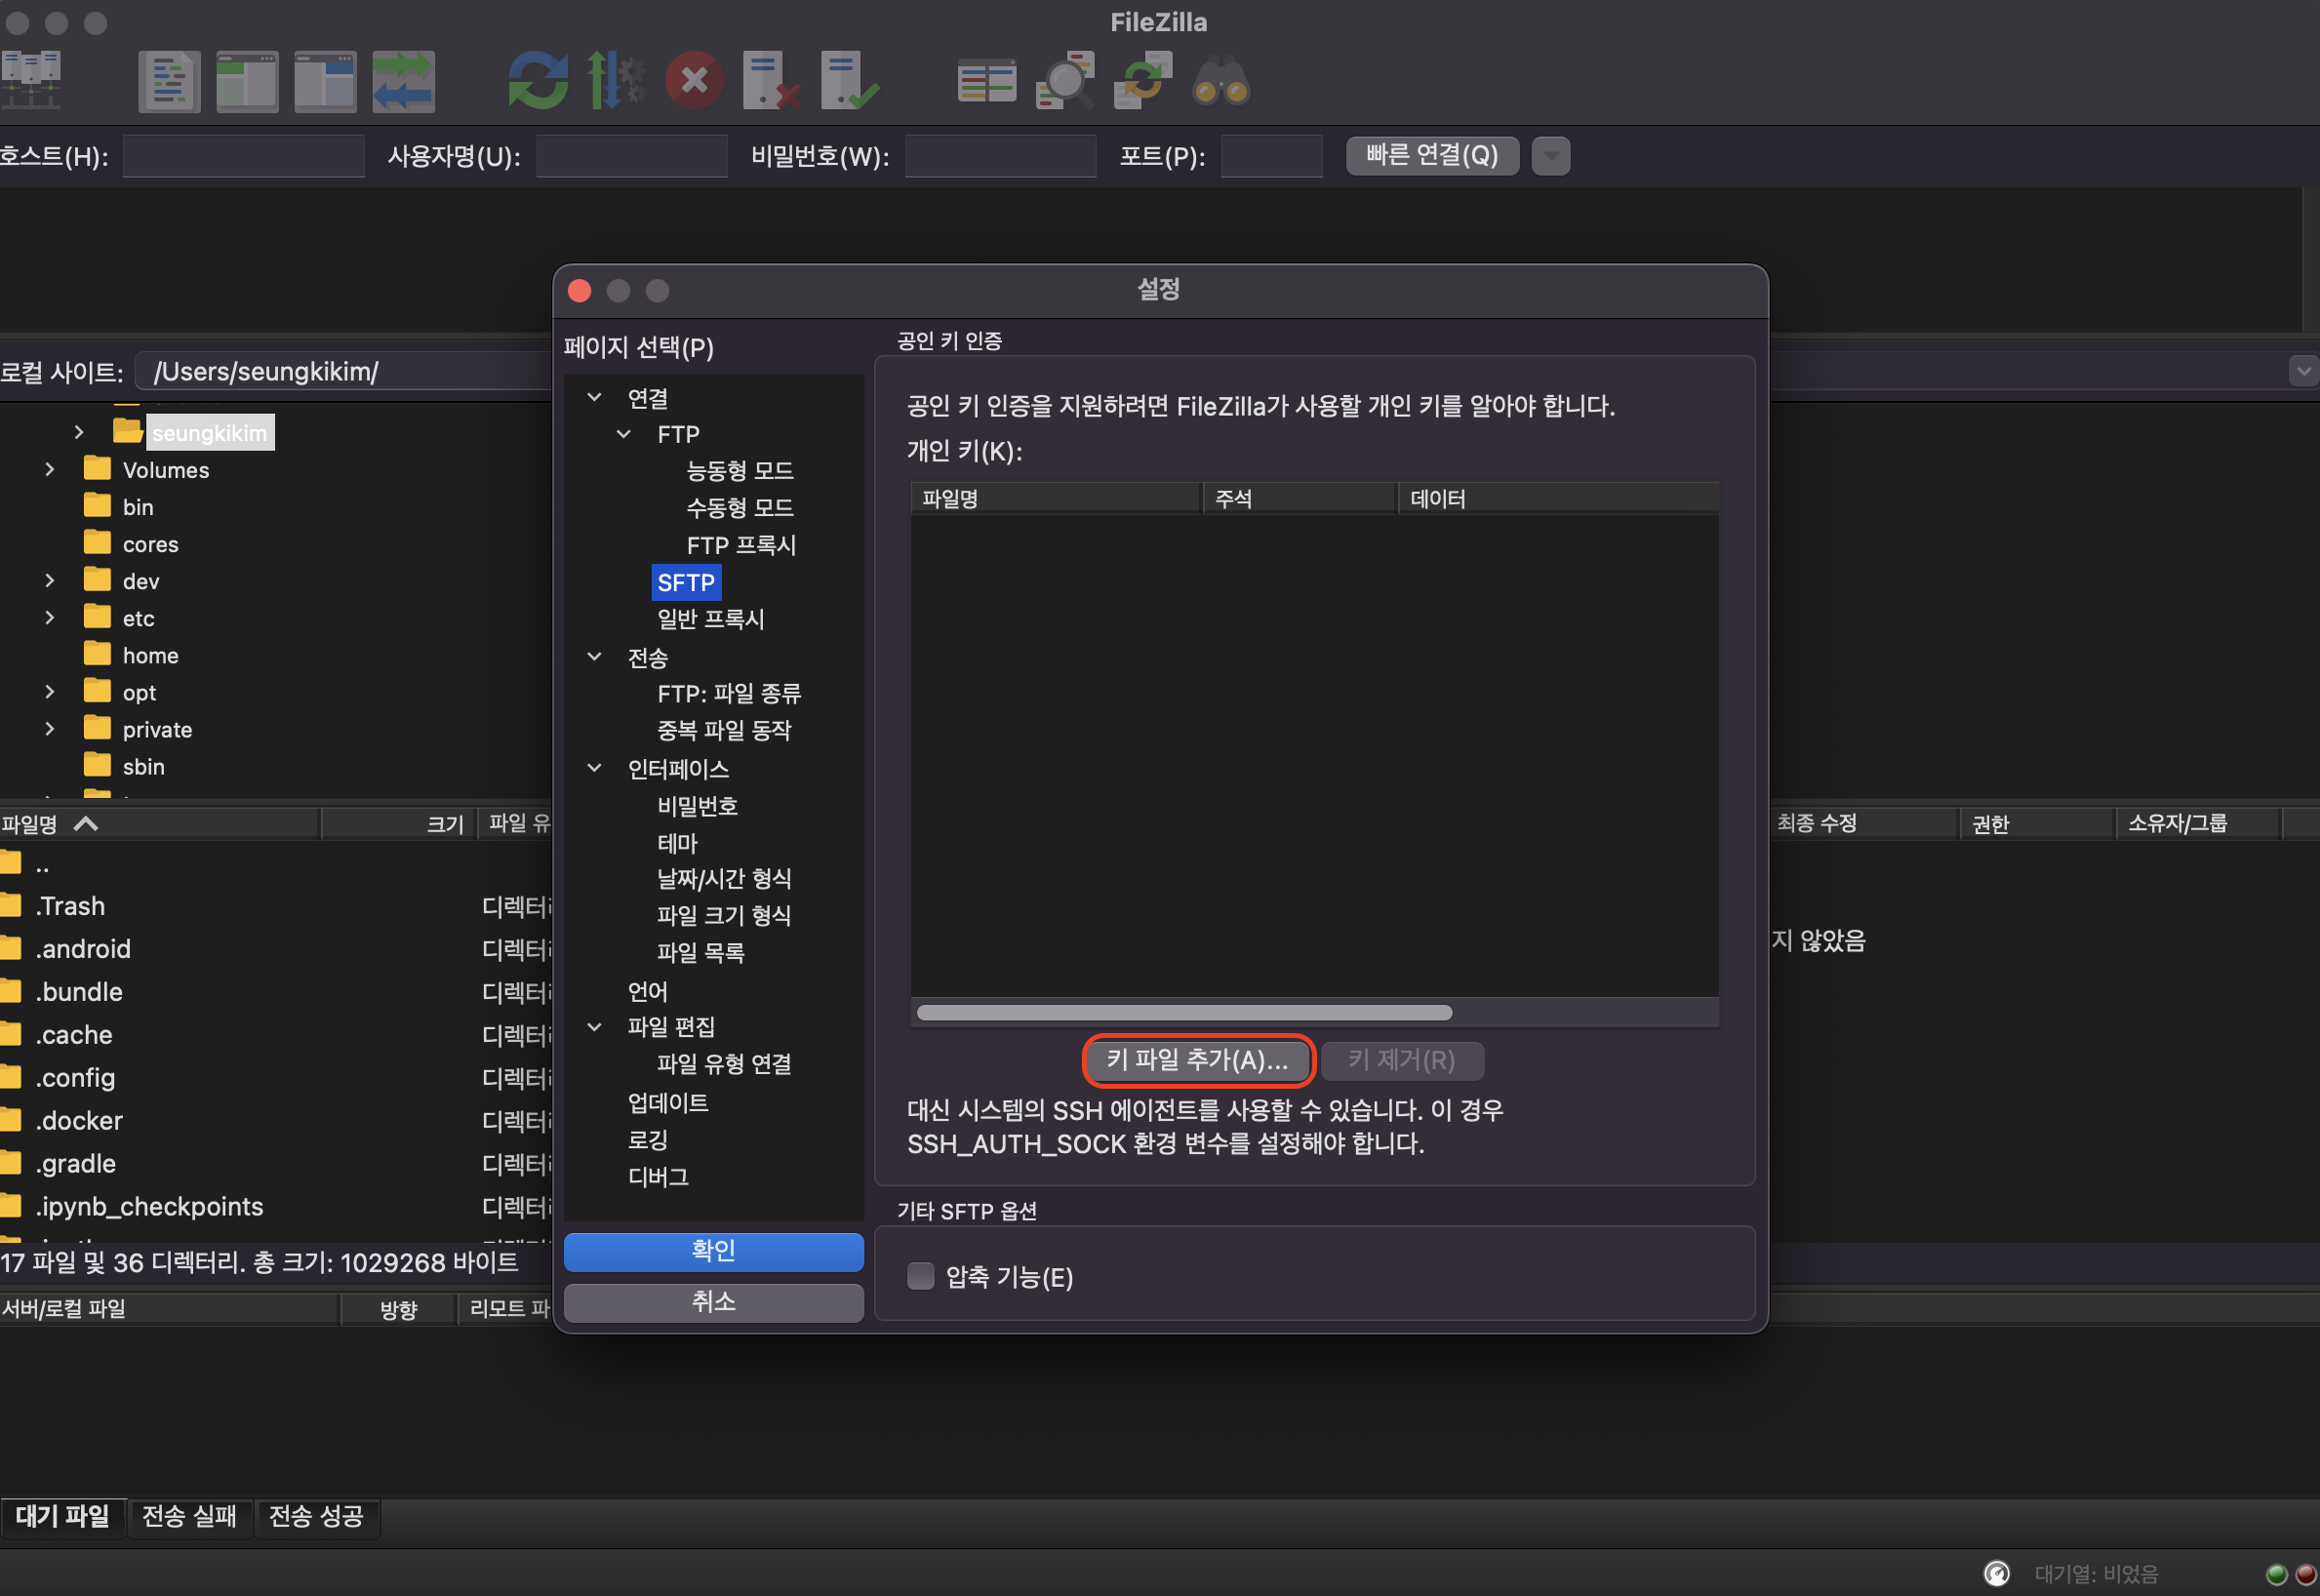 FileZilla
호스트(H):
사용자명(U):
비밀번호(W):
포트(P):
빠른 연결(Q)
로컬 사이트:
/Users/seungkikim/
seungkikim
Volumes
bin
cores
dev
etc
home
opt
private
sbin
파일명 크기 파일 유
..
.Trash 디렉터
.android 디렉터
.bundle 디렉터
.cache 디렉터
.config 디렉터
.docker 디렉터
.gradle 디렉터
.ipynb_checkpoints 디렉터
17 파일 및 36 디렉터리. 총 크기: 1029268 바이트
서버/로컬 파일 방향 리모트 파
설정
페이지 선택(P)
연결
FTP
능동형 모드
수동형 모드
FTP 프록시
SFTP
일반 프록시
전송
FTP: 파일 종류
중복 파일 동작
인터페이스
비밀번호
테마
날짜/시간 형식
파일 크기 형식
파일 목록
언어
파일 편집
파일 유형 연결
업데이트
로깅
디버그
확인
취소
공인 키 인증
공인 키 인증을 지원하려면 FileZilla가 사용할 개인 키를 알아야 합니다.
개인 키(K):
파일명 주석 데이터
키 파일 추가(A)...
키 제거(R)
대신 시스템의 SSH 에이전트를 사용할 수 있습니다. 이 경우
SSH_AUTH_SOCK 환경 변수를 설정해야 합니다.
기타 SFTP 옵션
압축 기능(E)
최종 수정 권한 소유자/그룹
지 않았음
대기 파일
전송 실패
전송 성공
대기열: 비었음